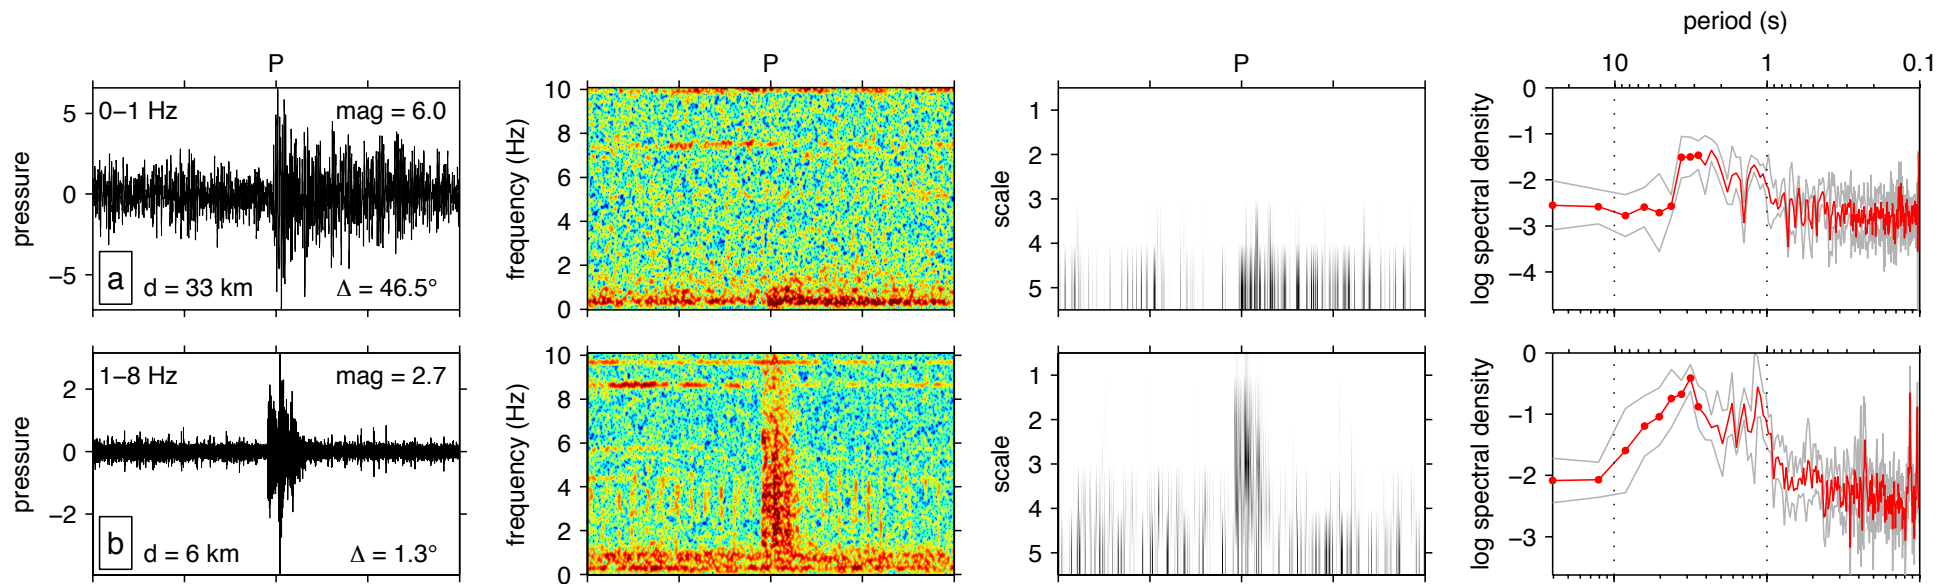 period (s)
P
P
P
10
1
0.1
0−1 Hz
mag = 6.0
5
0
−5
pressure
a
d = 33 km
Δ = 46.5°
10
8
6
4
2
0
frequency (Hz)
1
2
3
4
5
scale
0
−1
−2
−3
−4
log spectral density
1−8 Hz
mag = 2.7
2
0
−2
pressure
b
d = 6 km
Δ = 1.3°
10
8
6
4
2
0
frequency (Hz)
1
2
3
4
5
scale
0
−1
−2
−3
log spectral density